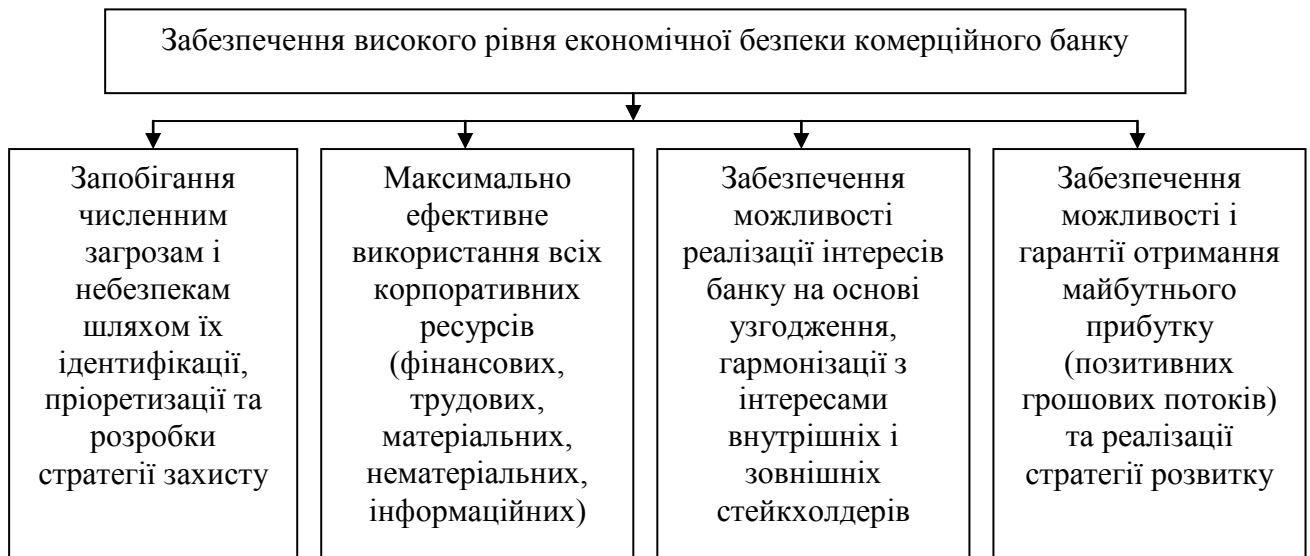 Забезпечення високого рівня економічної безпеки комерційного банку
Запобігання
численним
загрозам і
небезпекам
шляхом їх
ідентифікації,
пріоретизації та
розробки
стратегії захисту
Максимально
ефективне
використання всіх
корпоративних
ресурсів
(фінансових,
трудових,
матеріальних,
нематеріальних,
інформаційних)
Забезпечення
можливості
реалізації інтересів
банку на основі
узгодження,
гармонізації з
інтересами
внутрішніх і
зовнішніх
стейкхолдерів
Забезпечення
можливості і
гарантії отримання
майбутнього
прибутку
(позитивних
грошових потоків)
та реалізації
стратегії розвитку